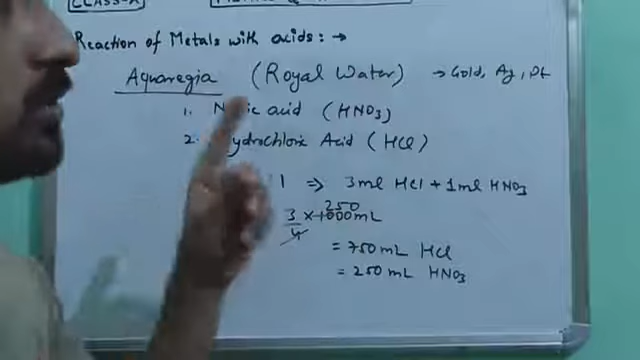 CLASS-X
Reaction of Metals with acids: →
Aquaregia (Royal Water) → Gold, Ag, Pt
1. acid (HNO3)
2. Hydrochloric Acid (HCl)
1 ⇒ 3ml HCl + 1ml HNO3
250
3/4 × 1000mL
= 750 mL HCl
= 250 mL HNO3